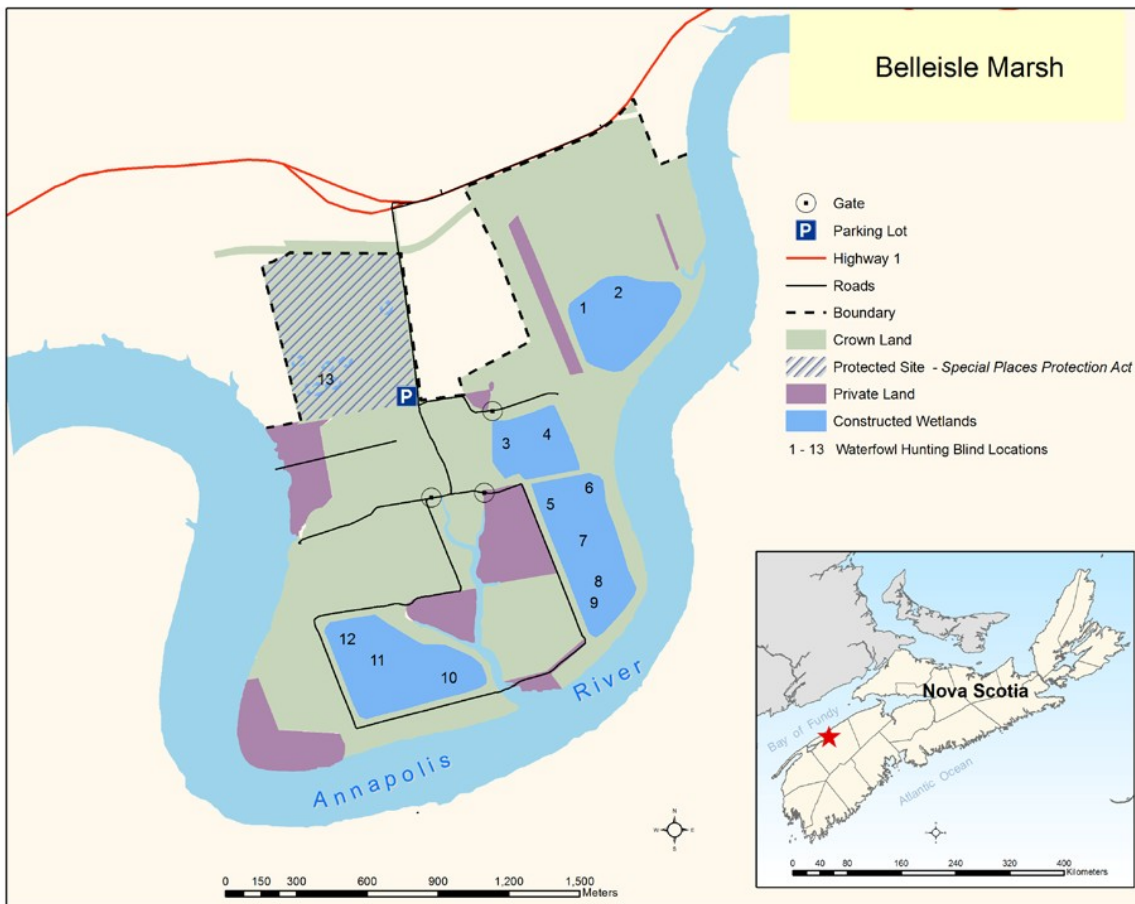 Belleisle Marsh
Gate
P
Parking Lot
Highway 1
Roads
Boundary
Crown Land
Protected Site - Special Places Protection Act
Private Land
Constructed Wetlands
1 - 13 Waterfowl Hunting Blind Locations
1
2
13
P
3
4
5
6
7
8
9
12
11
10
Annapolis
River
N
W E
S
0 150 300 600 900 1,200 1,500
Meters
Nova Scotia
Bay of Fundy
Atlantic Ocean
0 40 80 160 240 320 400
Kilometers